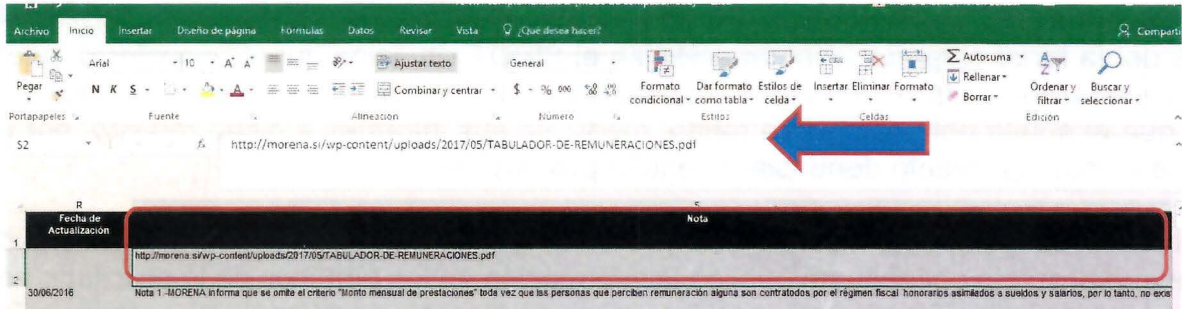 Archivo Inicio Insertar Diseño de página Fórmulas Datos Revisar Vista ¿Qué desea hacer? Comparti
Arial 10 A A Ajustar texto General Σ Autosuma
Rellenar
Pegar N K S A Combinar y centrar $ % 000 Formato Dar formato Estilos de Insertar Eliminar Formato Borrar Ordenar y Buscar y
condicional como tabla celda filtrar seleccionar
Portapapeles Fuente Alineación Número Estilos Celdas Edición
S2 fx http://morena.si/wp-content/uploads/2017/05/TABULADOR-DE-REMUNERACIONES.pdf
R S
Fecha de Actualización Nota
1
http://morena.si/wp-content/uploads/2017/05/TABULADOR-DE-REMUNERACIONES.pdf
2
30/06/2016 Nota 1.-MORENA informa que se omite el criterio "Monto mensual de prestaciones" toda vez que las personas que perciben remuneración alguna son contratados por el régimen fiscal honorarios asimilados a sueldos y salarios, por lo tanto, no exis